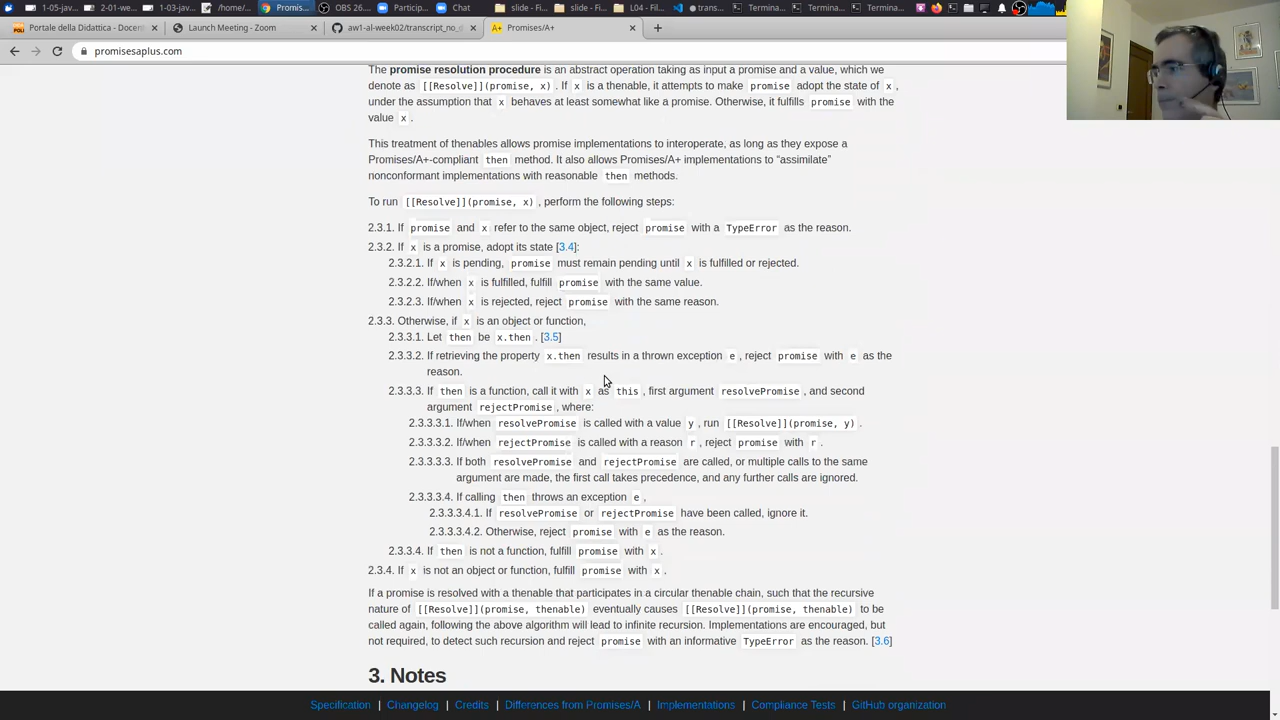 1-05-jav
2-01-we
1-03-jav
/home/
Promis
OBS 26
Participan
Chat
slide - Fi
slide - Fi
L04 - Fil
trans
Termina
Termina
Termina
Portale della Didattica - Docen
Launch Meeting - Zoom
aw1-al-week02/transcript_no_d
Promises/A+
promisesaplus.com
The promise resolution procedure is an abstract operation taking as input a promise and a value, which we
denote as [[Resolve]](promise, x) . If x is a thenable, it attempts to make promise adopt the state of x ,
under the assumption that x behaves at least somewhat like a promise. Otherwise, it fulfills promise with the
value x .
This treatment of thenables allows promise implementations to interoperate, as long as they expose a
Promises/A+-compliant then method. It also allows Promises/A+ implementations to “assimilate”
nonconformant implementations with reasonable then methods.
To run [[Resolve]](promise, x) , perform the following steps:
2.3.1. If promise and x refer to the same object, reject promise with a TypeError as the reason.
2.3.2. If x is a promise, adopt its state [3.4]:
2.3.2.1. If x is pending, promise must remain pending until x is fulfilled or rejected.
2.3.2.2. If/when x is fulfilled, fulfill promise with the same value.
2.3.2.3. If/when x is rejected, reject promise with the same reason.
2.3.3. Otherwise, if x is an object or function,
2.3.3.1. Let then be x.then . [3.5]
2.3.3.2. If retrieving the property x.then results in a thrown exception e , reject promise with e as the
reason.
2.3.3.3. If then is a function, call it with x as this , first argument resolvePromise , and second
argument rejectPromise , where:
2.3.3.3.1. If/when resolvePromise is called with a value y , run [[Resolve]](promise, y) .
2.3.3.3.2. If/when rejectPromise is called with a reason r , reject promise with r .
2.3.3.3.3. If both resolvePromise and rejectPromise are called, or multiple calls to the same
argument are made, the first call takes precedence, and any further calls are ignored.
2.3.3.3.4. If calling then throws an exception e ,
2.3.3.3.4.1. If resolvePromise or rejectPromise have been called, ignore it.
2.3.3.3.4.2. Otherwise, reject promise with e as the reason.
2.3.3.4. If then is not a function, fulfill promise with x .
2.3.4. If x is not an object or function, fulfill promise with x .
If a promise is resolved with a thenable that participates in a circular thenable chain, such that the recursive
nature of [[Resolve]](promise, thenable) eventually causes [[Resolve]](promise, thenable) to be
called again, following the above algorithm will lead to infinite recursion. Implementations are encouraged, but
not required, to detect such recursion and reject promise with an informative TypeError as the reason. [3.6]
3. Notes
Specification | Changelog | Credits | Differences from Promises/A | Implementations | Compliance Tests | GitHub organization